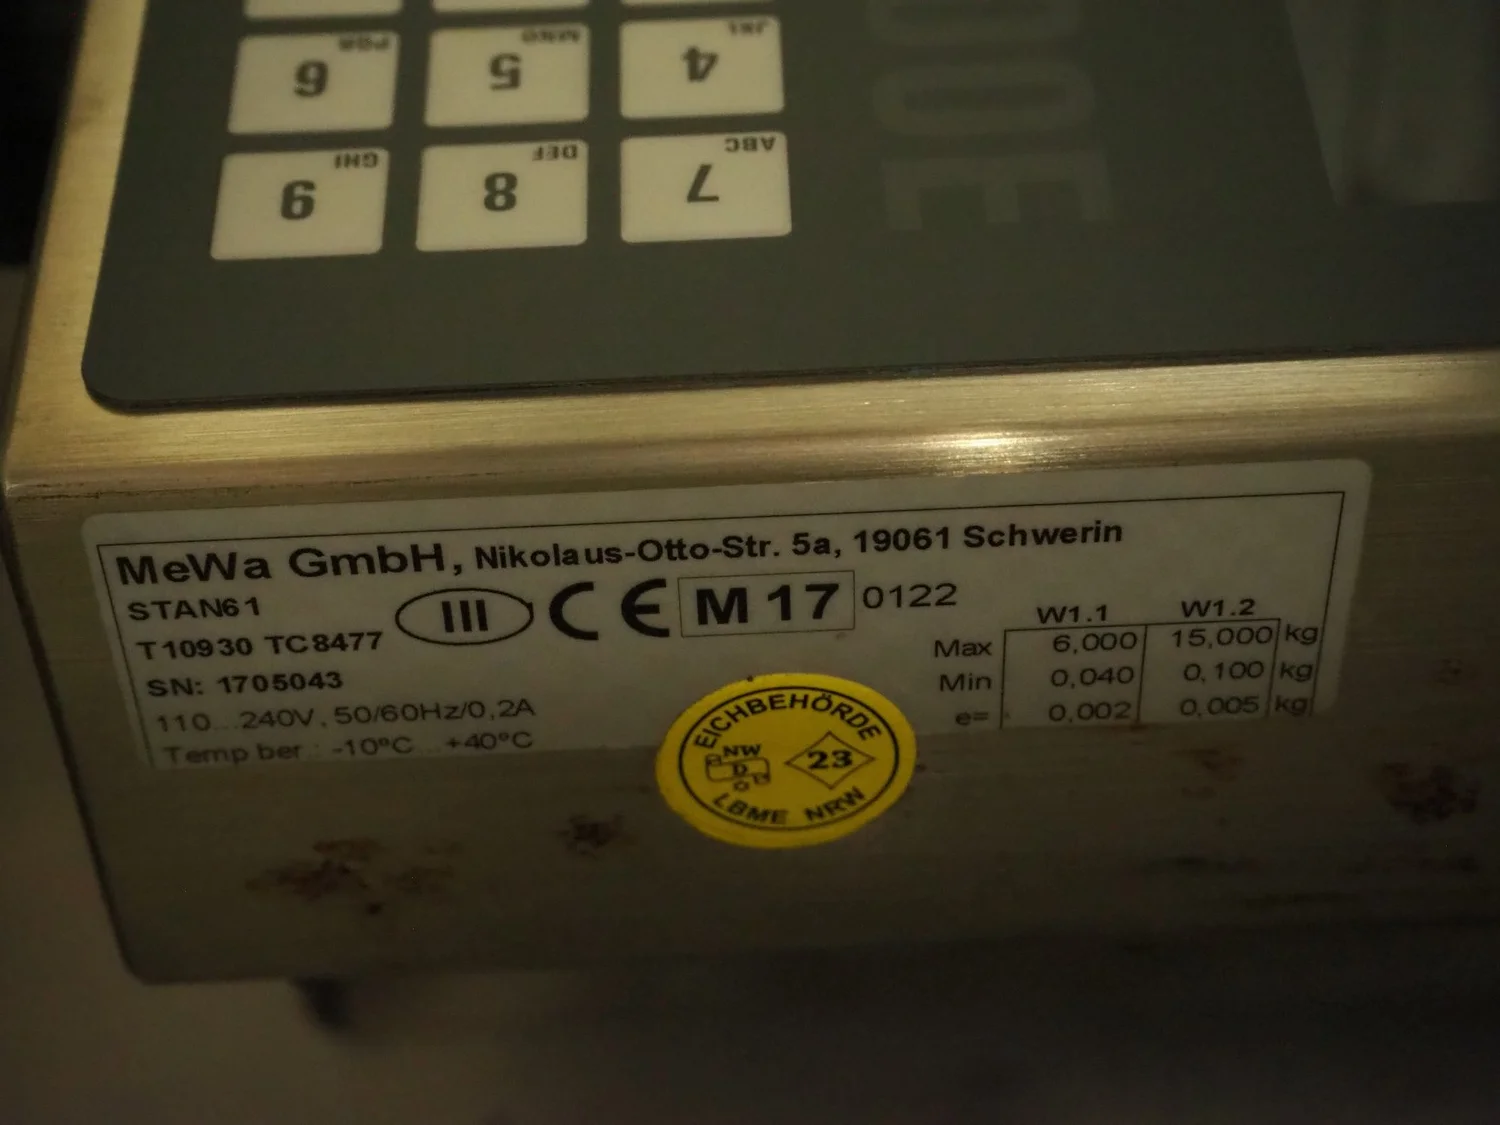 PQR MNO JKL
6 5 4
GHI DEF ABC
9 8 7
OOE
MeWa GmbH, Nikolaus-Otto-Str. 5a, 19061 Schwerin
STAN61
III CE M 17 0122
T10930 TC8477
SN: 1705043
110...240V, 50/60Hz/0,2A
Temp ber : -10°C ... +40°C
W1.1 W1.2
Max 6,000 15,000 kg
Min 0,040 0,100 kg
e= 0,002 0,005 kg
EICHBEHÖRDE
NW
D
23
LBME NRW